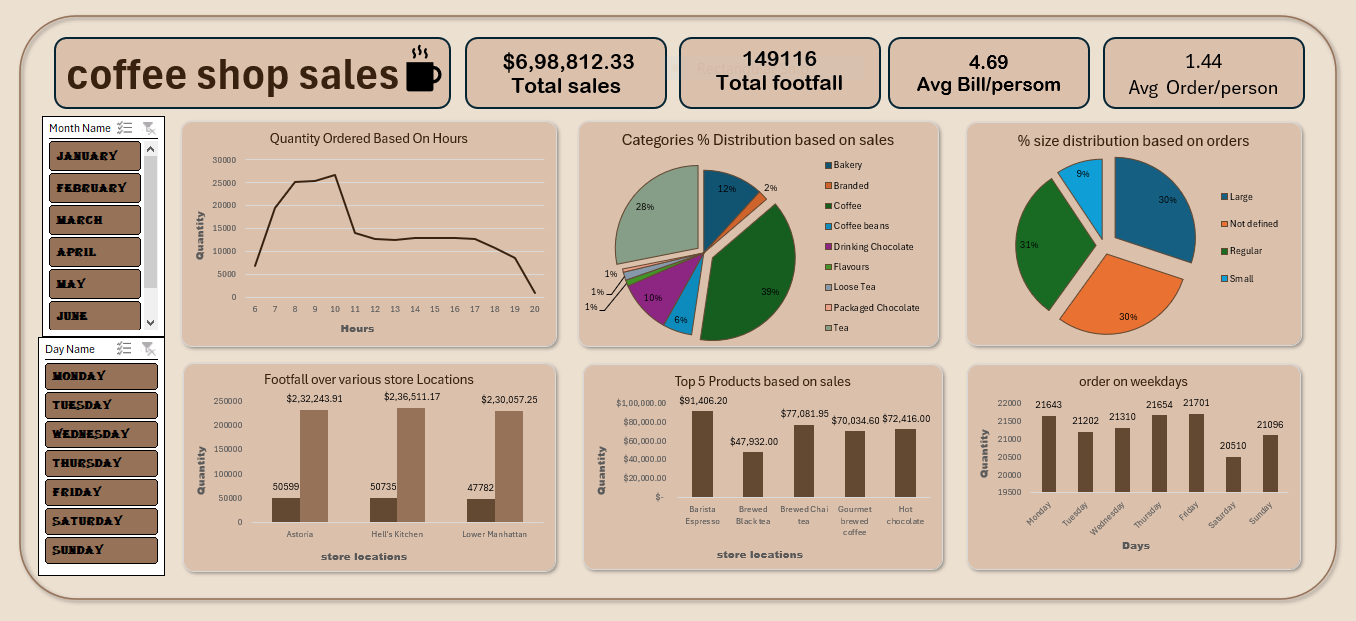 coffee shop sales
$6,98,812.33
Total sales
149116
Total footfall
4.69
Avg Bill/persom
1.44
Avg Order/person
Month Name
JANUARY
FEBRUARY
MARCH
APRIL
MAY
JUNE
Day Name
MONDAY
TUESDAY
WEDNESDAY
THURSDAY
FRIDAY
SATURDAY
SUNDAY
Quantity Ordered Based On Hours
30000
25000
20000
15000
10000
5000
0
Quantity
6 7 8 9 10 11 12 13 14 15 16 17 18 19 20
Hours
Categories % Distribution based on sales
12%
2%
39%
6%
10%
1%
1%
1%
28%
Bakery
Branded
Coffee
Coffee beans
Drinking Chocolate
Flavours
Loose Tea
Packaged Chocolate
Tea
% size distribution based on orders
30%
30%
31%
9%
Large
Not defined
Regular
Small
Footfall over various store Locations
250000
200000
150000
100000
50000
0
Quantity
$2,32,243.91
$2,36,511.17
$2,30,057.25
50599
50735
47782
Astoria
Hell's Kitchen
Lower Manhattan
store locations
Top 5 Products based on sales
$1,00,000.00
$80,000.00
$60,000.00
$40,000.00
$20,000.00
$-
Quantity
$91,406.20
$47,932.00
$77,081.95
$70,034.60
$72,416.00
Barista
Espresso
Brewed
Black tea
Brewed Chai
tea
Gourmet
brewed
coffee
Hot
chocolate
store locations
order on weekdays
22000
21500
21000
20500
20000
19500
Quantity
21643
21202
21310
21654
21701
20510
21096
Monday
Tuesday
Wednesday
Thursday
Friday
Saturday
Sunday
Days